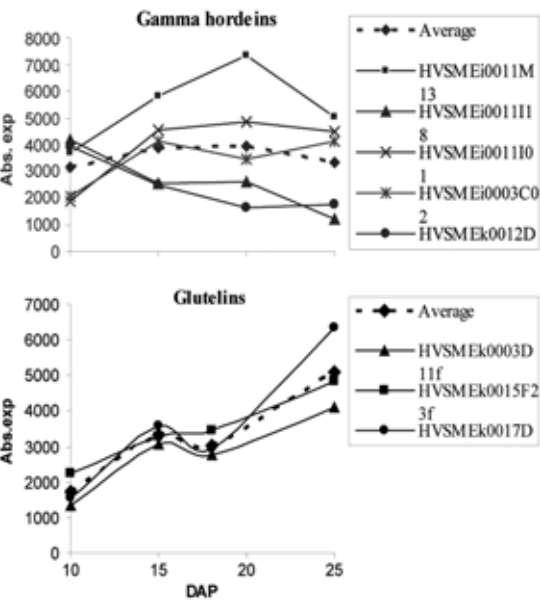 Gamma hordeins
8000
7000
6000
5000
4000
3000
2000
1000
0
Abs. exp
Average
HVSMEi0011M
13
HVSMEi0011I1
8
HVSMEi0011I0
1
HVSMEi0003C0
2
HVSMEk0012D
Glutelins
7000
6000
5000
4000
3000
2000
1000
0
Abs.exp
10
15
20
25
DAP
Average
HVSMEk0003D
11f
HVSMEk0015F2
3f
HVSMEk0017D